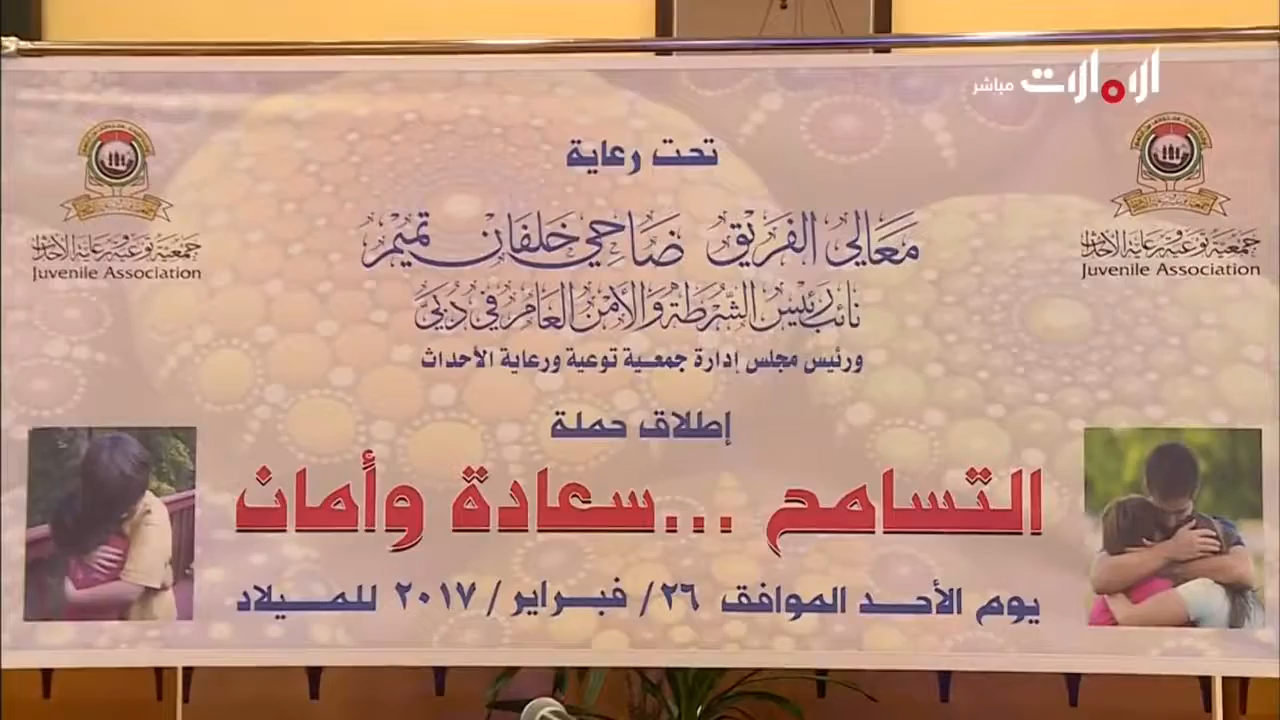 الإمارات مباشر
تحت رعاية
معالي الفريق ضاحي خلفان تميم
نائب رئيس الشرطة والأمن العام في دبي
ورئيس مجلس إدارة جمعية توعية ورعاية الأحداث
إطلاق حملة
التسامح ...سعادة وأمان
يوم الأحد الموافق ٢٦/ فبراير/ ٢٠١٧ للميلاد
جمعية توعية ورعاية الأحداث
Juvenile Association
جمعية توعية ورعاية الأحداث
Juvenile Association